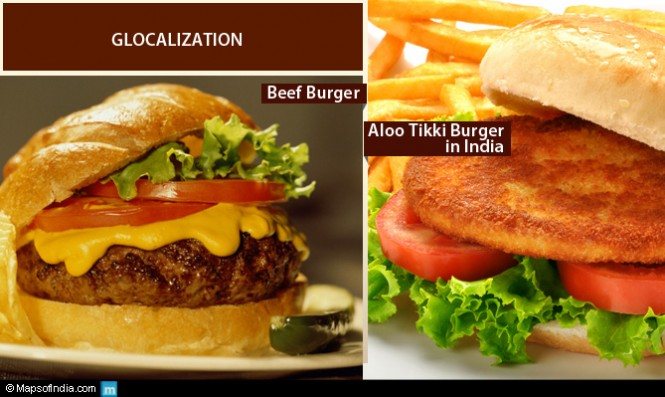 GLOCALIZATION
Beef Burger
Aloo Tikki Burger
in India
© MapsofIndia.com m